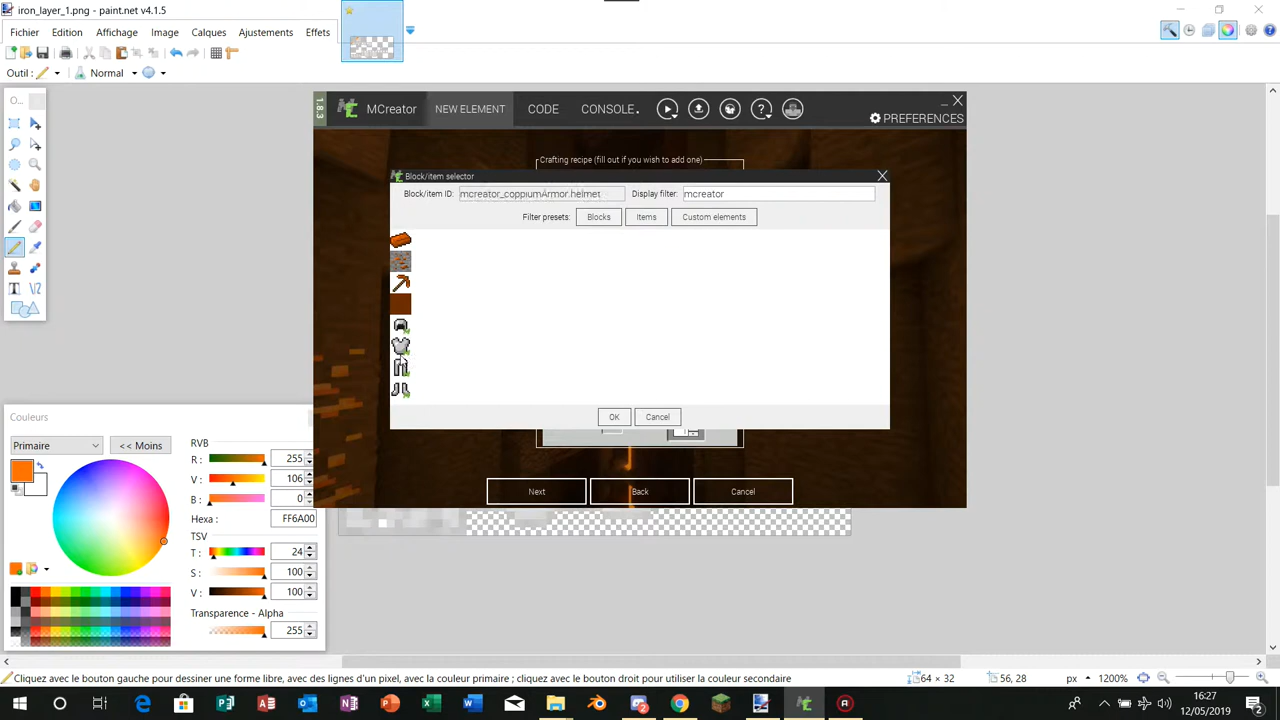 iron_layer_1.png - paint.net v4.1.5
Fichier Edition Affichage Image Calques Ajustements Effets
Outil : Normal
O...
1.8.3 MCreator NEW ELEMENT CODE CONSOLE. ?
PREFERENCES
Crafting recipe (fill out if you wish to add one)
Block/item selector
Block/item ID: mcreator_coppiumArmor.helmet Display filter: mcreator
Filter presets: Blocks Items Custom elements
OK Cancel
Next Back Cancel
Couleurs
Primaire << Moins
RVB
R : 255
V : 106
B : 0
Hexa : FF6A00
TSV
T : 24
S : 100
V : 100
Transparence - Alpha
255
Cliquez avec le bouton gauche pour dessiner une forme libre, avec des lignes d'un pixel, avec la couleur primaire ; cliquez avec le bouton droit pour utiliser la couleur secondaire
64 × 32 56, 28 px 1200%
16:27
12/05/2019
2